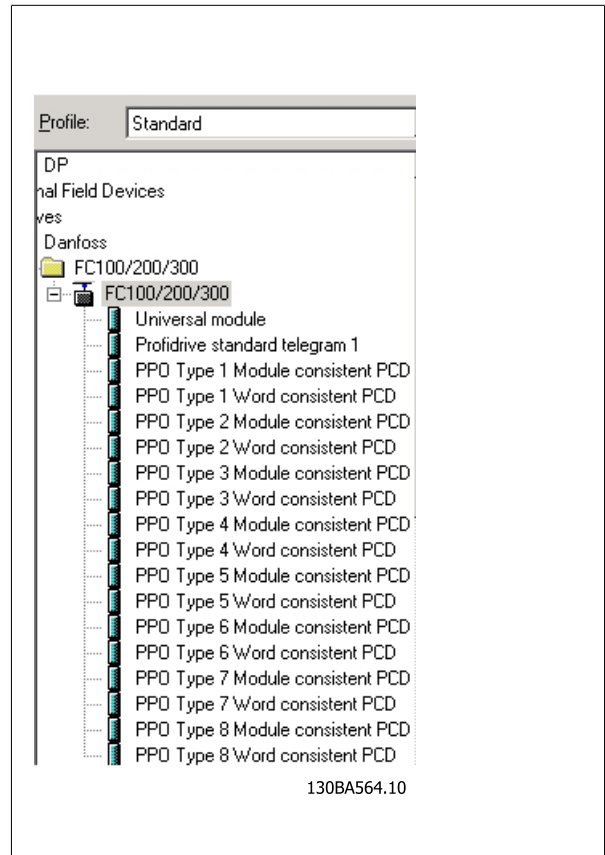 Profile: Standard
DP
nal Field Devices
ves
Danfoss
FC100/200/300
FC100/200/300
Universal module
Profidrive standard telegram 1
PPO Type 1 Module consistent PCD
PPO Type 1 Word consistent PCD
PPO Type 2 Module consistent PCD
PPO Type 2 Word consistent PCD
PPO Type 3 Module consistent PCD
PPO Type 3 Word consistent PCD
PPO Type 4 Module consistent PCD
PPO Type 4 Word consistent PCD
PPO Type 5 Module consistent PCD
PPO Type 5 Word consistent PCD
PPO Type 6 Module consistent PCD
PPO Type 6 Word consistent PCD
PPO Type 7 Module consistent PCD
PPO Type 7 Word consistent PCD
PPO Type 8 Module consistent PCD
PPO Type 8 Word consistent PCD
130BA564.10